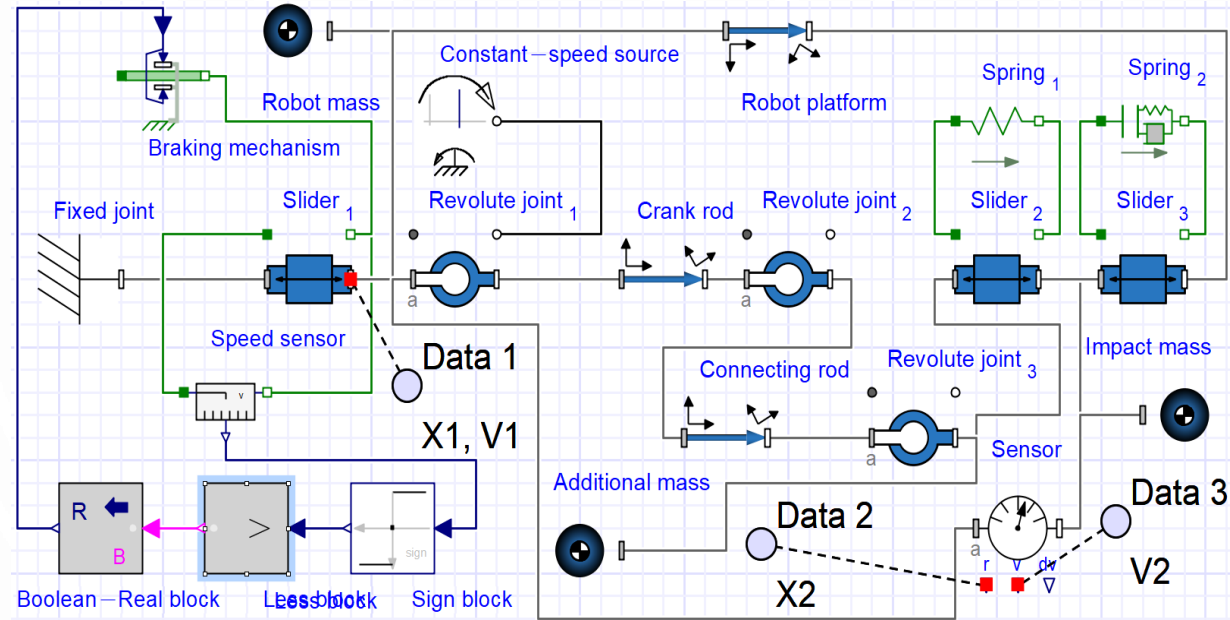 Constant-speed source
Spring 1
Spring 2
Robot mass
Robot platform
Braking mechanism
Fixed joint
Slider 1
Revolute joint 1
Crank rod
Revolute joint 2
Slider 2
Slider 3
a
a
Speed sensor
Data 1
Connecting rod
Revolute joint 3
Impact mass
v
X1, V1
a
Sensor
Additional mass
Data 2
Data 3
R
B
>
sign
a
r
v
dv
X2
V2
Boolean-Real block
Less block
Sign block